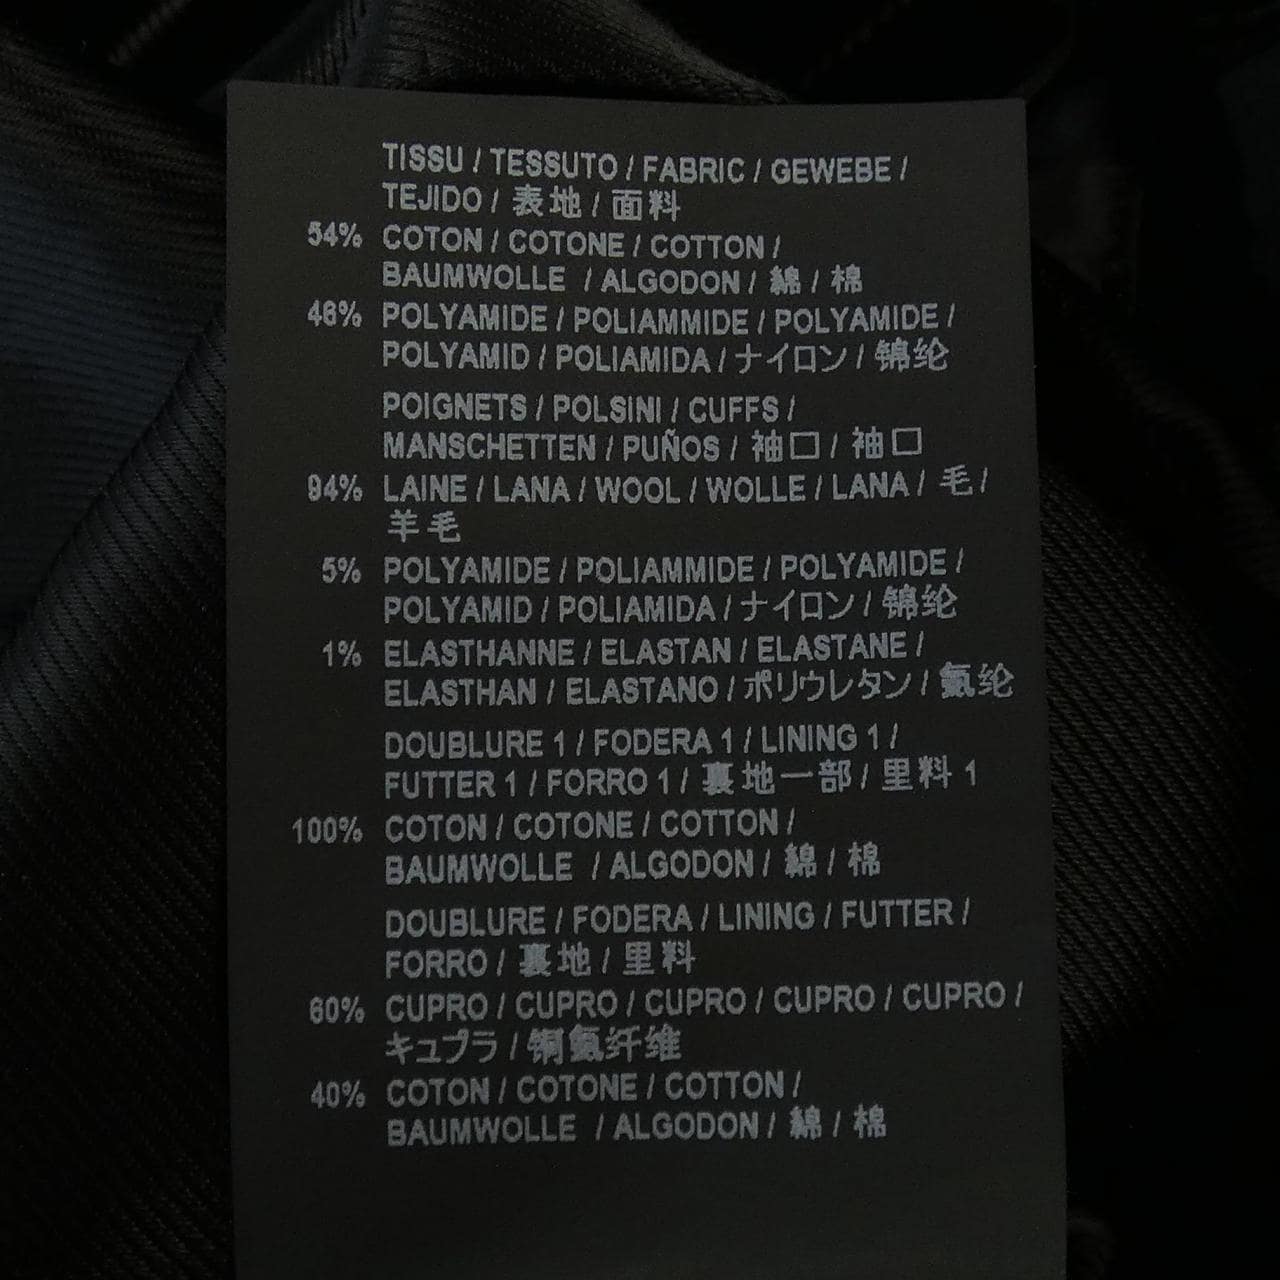 TISSU / TESSUTO / FABRIC / GEWEBE /
TEJIDO / 表地 / 面料
54% COTON / COTONE / COTTON /
BAUMWOLLE / ALGODON / 綿 / 棉
46% POLYAMIDE / POLIAMMIDE / POLYAMIDE /
POLYAMID / POLIAMIDA / ナイロン / 锦纶
POIGNETS / POLSINI / CUFFS /
MANSCHETTEN / PUÑOS / 袖口 / 袖口
94% LAINE / LANA / WOOL / WOLLE / LANA / 毛 /
羊毛
5% POLYAMIDE / POLIAMMIDE / POLYAMIDE /
POLYAMID / POLIAMIDA / ナイロン / 锦纶
1% ELASTHANNE / ELASTAN / ELASTANE /
ELASTHAN / ELASTANO / ポリウレタン / 氨纶
DOUBLURE 1 / FODERA 1 / LINING 1 /
FUTTER 1 / FORRO 1 / 裏地一部 / 里料 1
100% COTON / COTONE / COTTON /
BAUMWOLLE / ALGODON / 綿 / 棉
DOUBLURE / FODERA / LINING / FUTTER /
FORRO / 裏地 / 里料
60% CUPRO / CUPRO / CUPRO / CUPRO / CUPRO /
キュプラ / 铜氨纤维
40% COTON / COTONE / COTTON /
BAUMWOLLE / ALGODON / 綿 / 棉